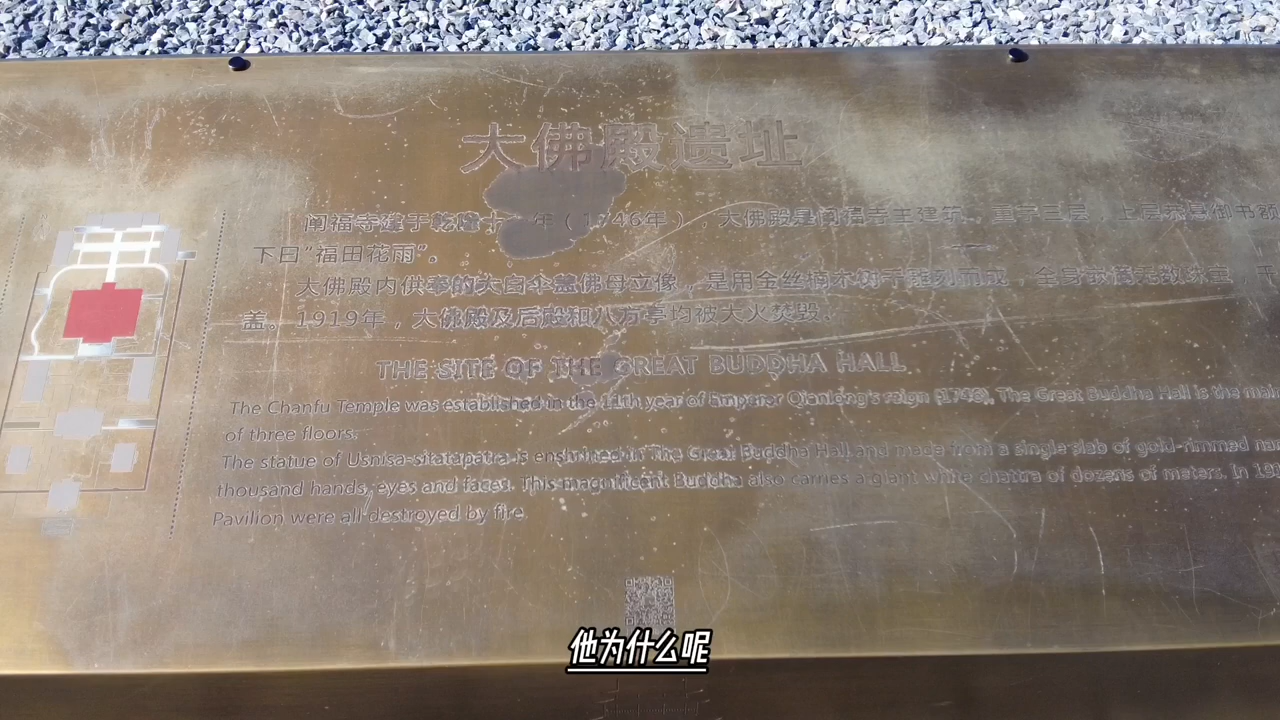 大佛殿遗址
阐福寺建于乾隆十 年（1746年），大佛殿是阐福寺主建筑，重宇三层，上层恭悬御书额
下曰“福田花雨”。
大佛殿内供奉的大白伞盖佛母立像，是用金丝楠木 而成，全身 满无数珠宝，千
盖。1919年，大佛殿及后殿和八方亭均被大火焚毁。
THE SITE OF THE GREAT BUDDHA HALL
The Chanfu Temple was established in the 11th year of Emperor Qianlong's reign (1746). The Great Buddha Hall is the mai
of three floors.
The statue of Usnisa-sitatapatra is enshrined in The Great Buddha Hall and made from a single slab of gold-rimmed na
thousand hands, eyes and faces. This magnificent Buddha also carries a giant white chattra of dozens of meters. In 19
Pavilion were all destroyed by fire.
他为什么呢